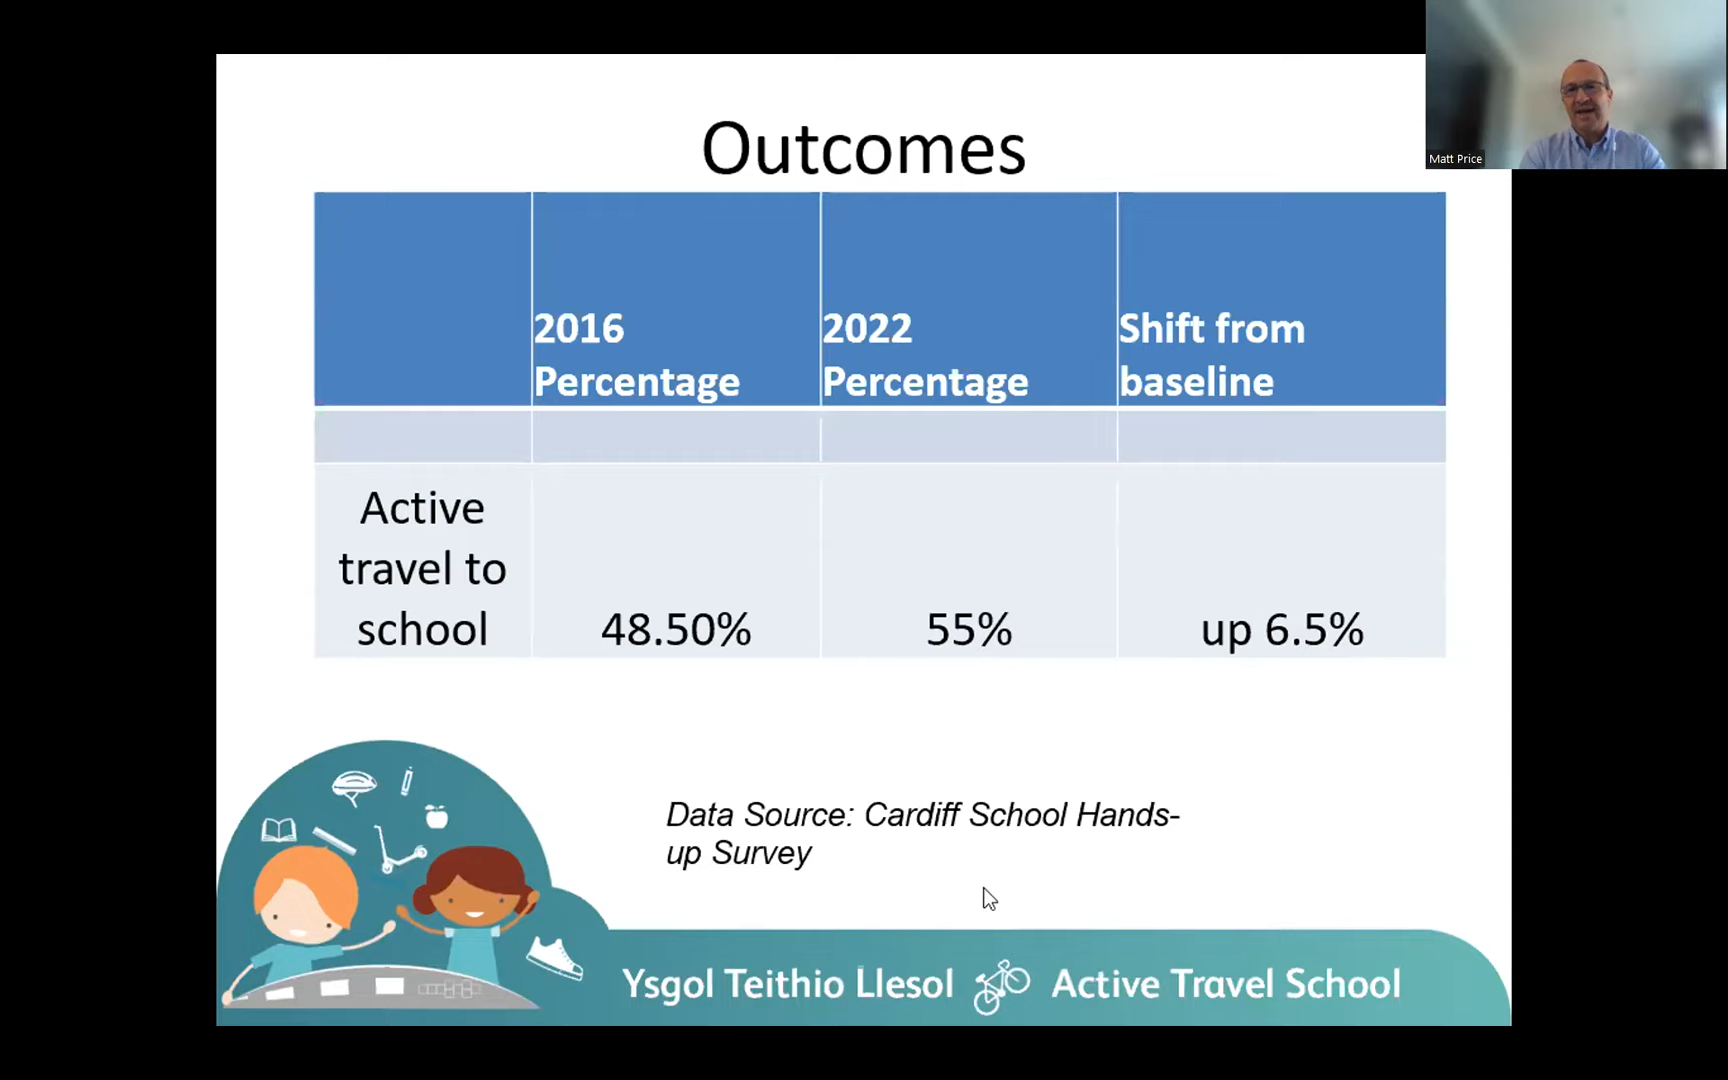 Matt Price
Outcomes
2016
Percentage
2022
Percentage
Shift from
baseline
Active
travel to
school
48.50%
55%
up 6.5%
Data Source: Cardiff School Hands-
up Survey
Ysgol Teithio Llesol
Active Travel School